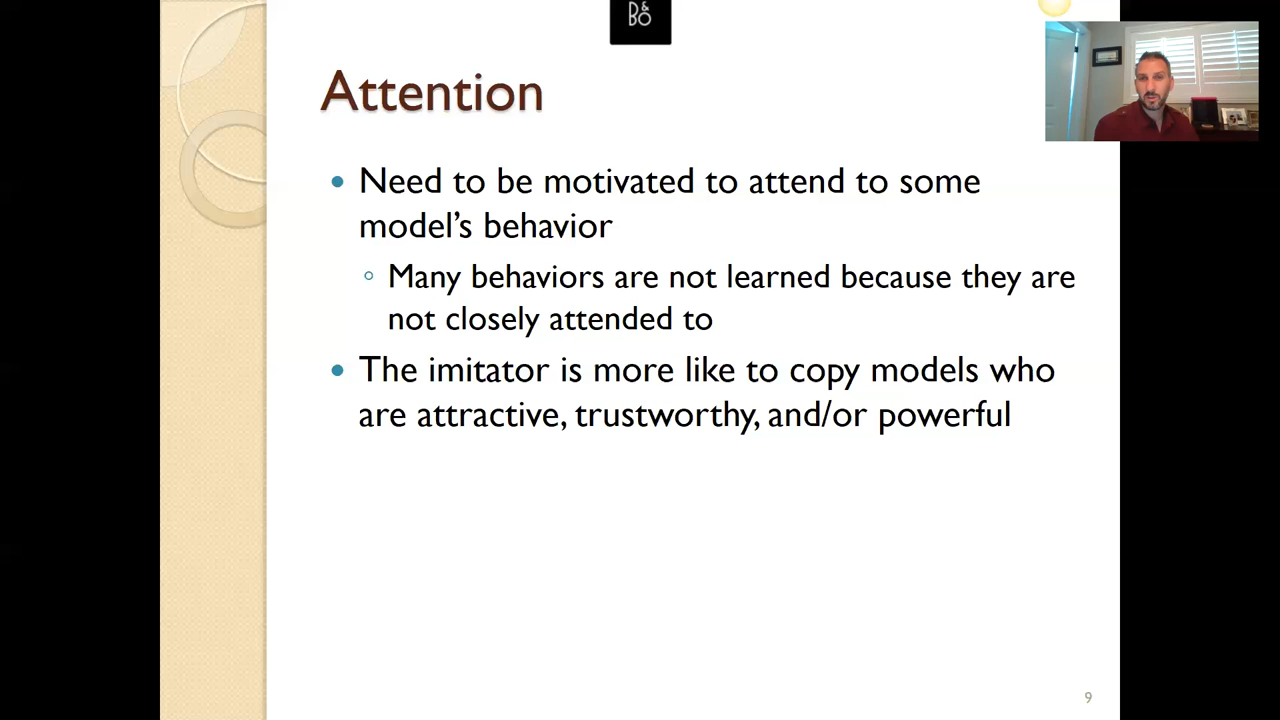 B&O
Attention
• Need to be motivated to attend to some
model's behavior
◦ Many behaviors are not learned because they are
not closely attended to
• The imitator is more like to copy models who
are attractive, trustworthy, and/or powerful
9